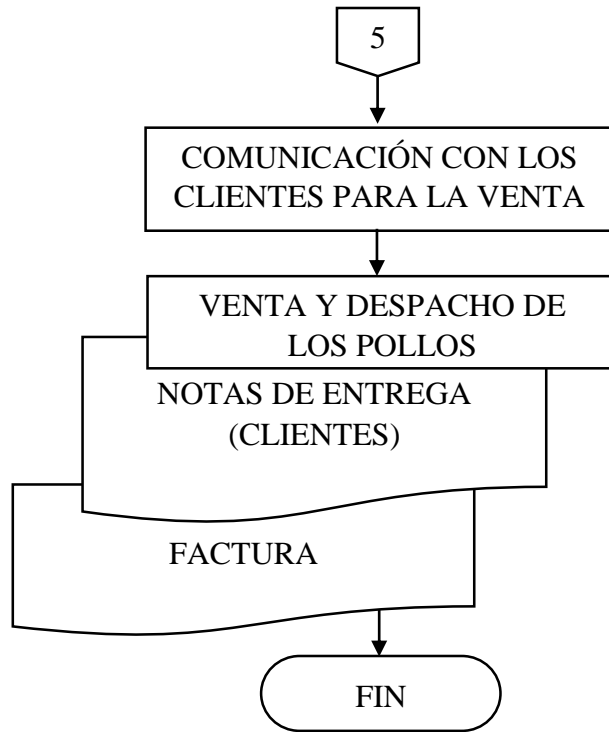 5
COMUNICACIÓN CON LOS
CLIENTES PARA LA VENTA
VENTA Y DESPACHO DE
LOS POLLOS
NOTAS DE ENTREGA
(CLIENTES)
FACTURA
FIN